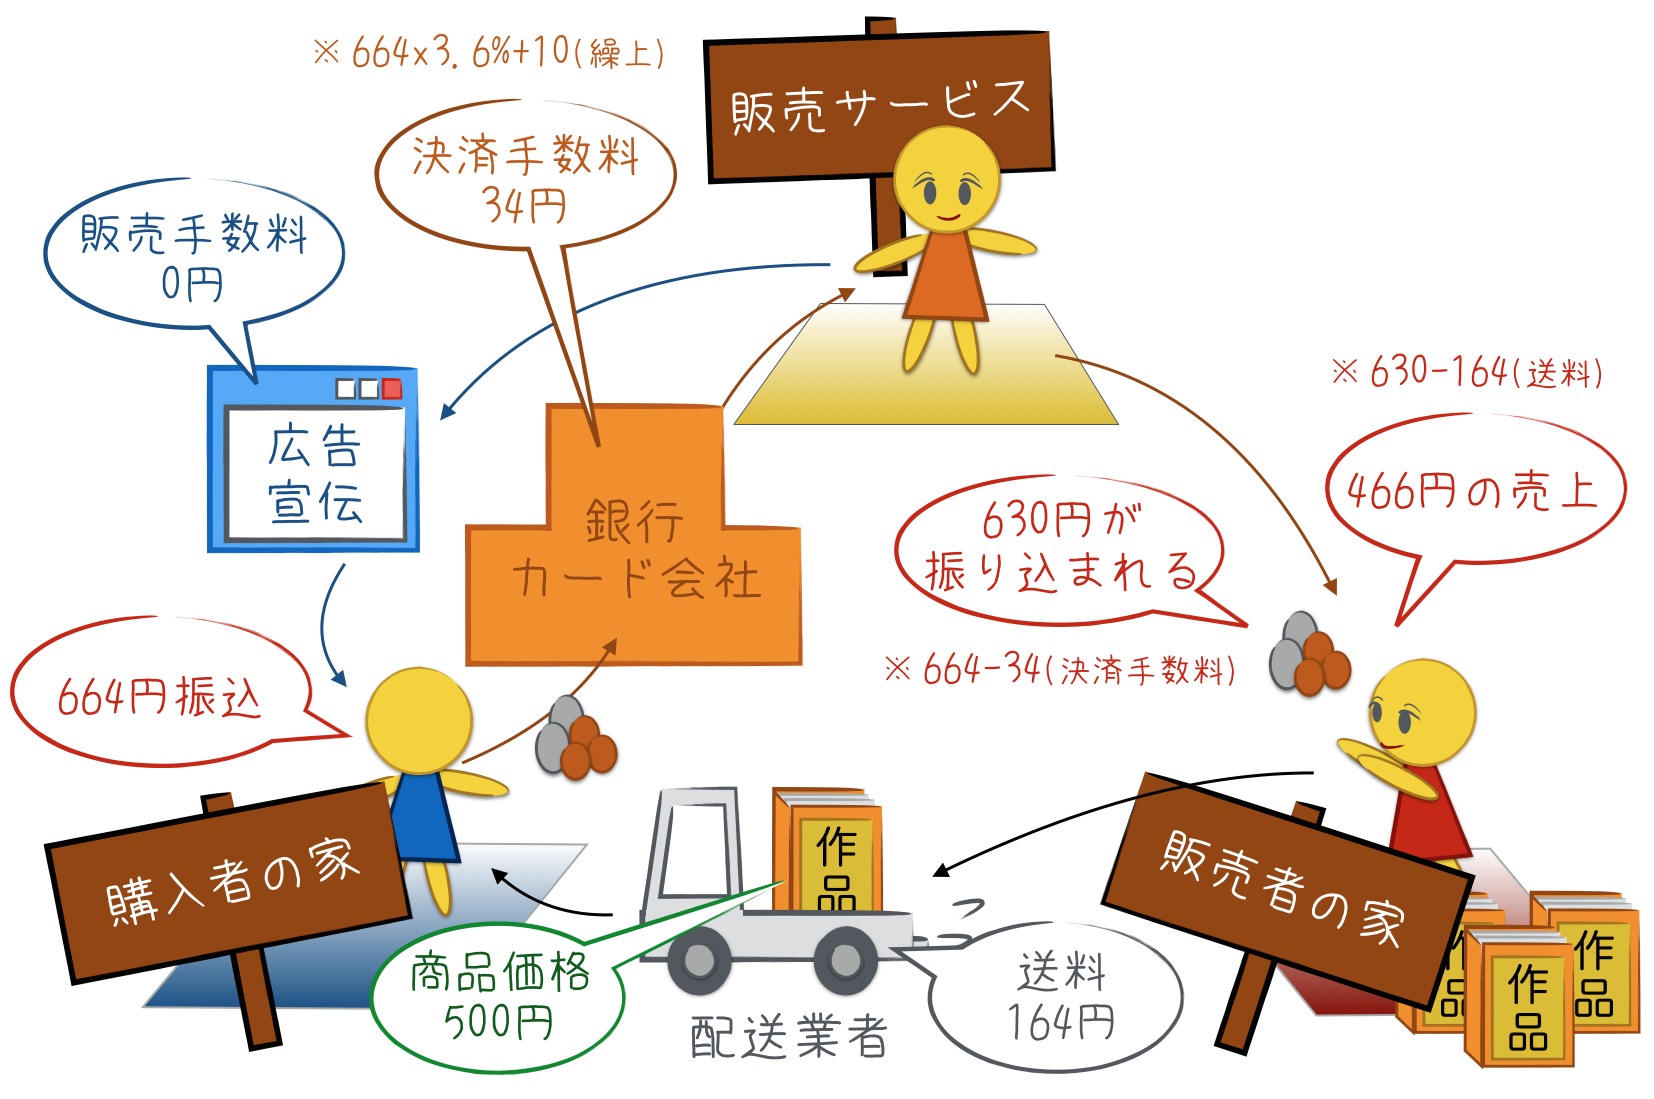 ※ 664x3. 6%+10(繰上)
販売サービス
決済手数料
34円
販売手数料
0円
広告
宣伝
銀行
カード会社
※ 630-164(送料)
466円の売上
630円が
振り込まれる
※ 664-34(決済手数料)
664円振込
購入者の家
作
品
商品価格
500円
配送業者
送料
164円
販売者の家
作
品
作
品
作
品